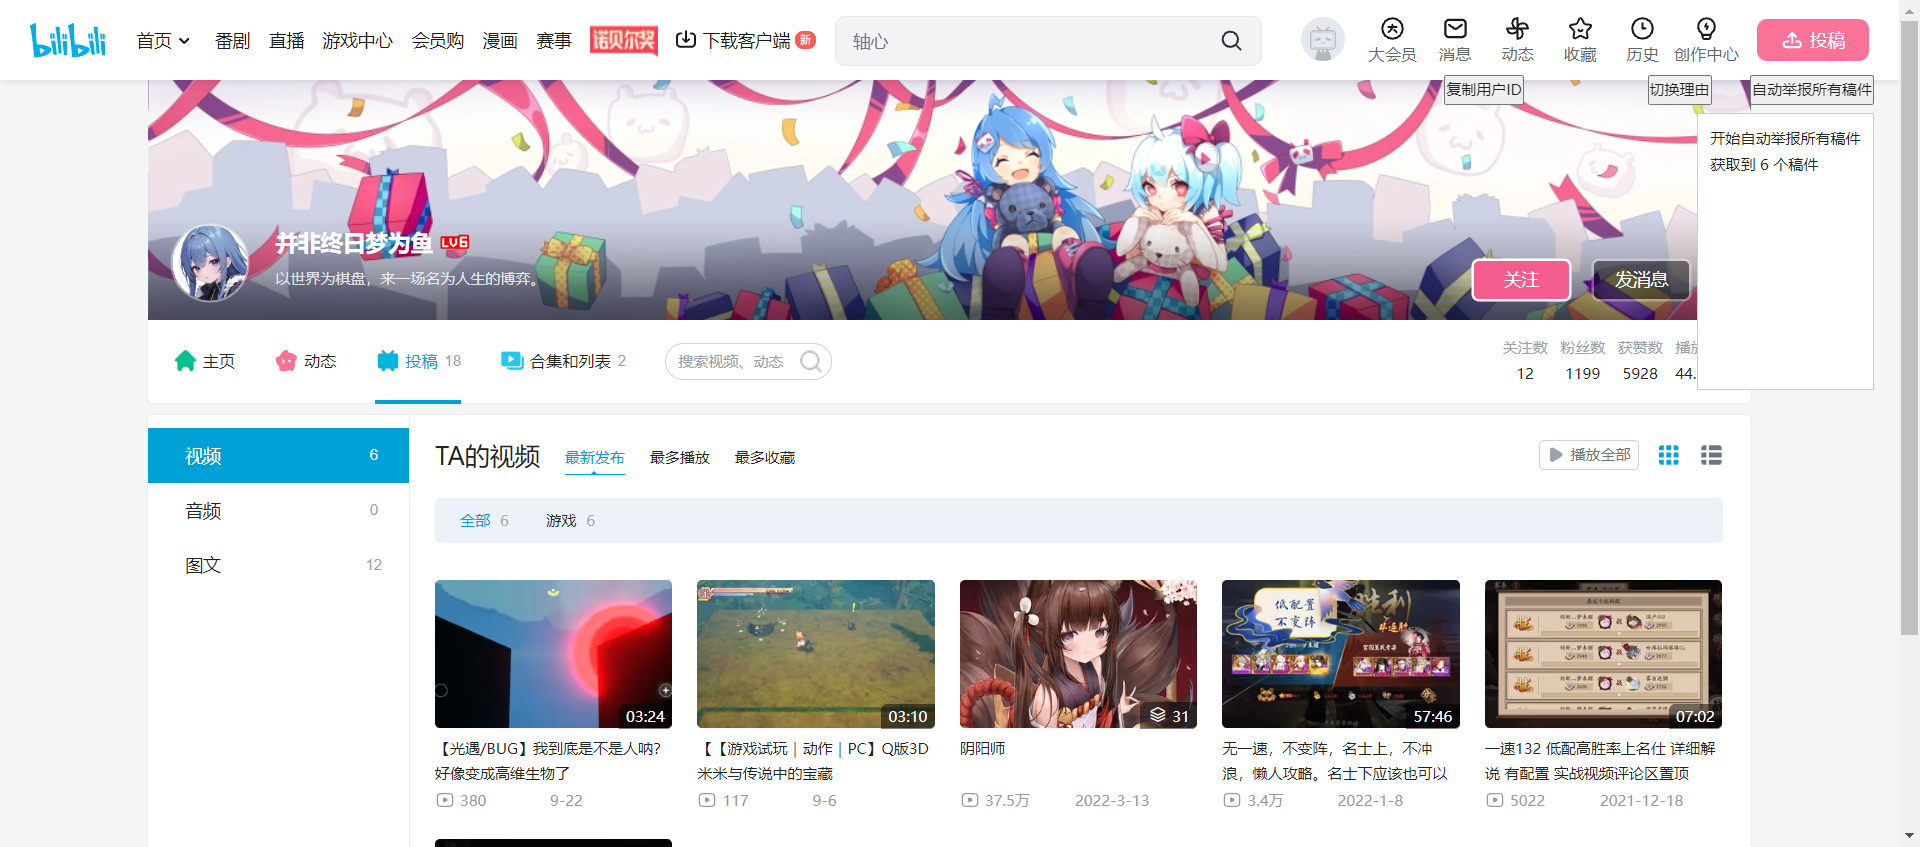 bilibili
首页 番剧 直播 游戏中心 会员购 漫画 赛事 诺贝尔奖 下载客户端 新
轴心
大会员 消息 动态 收藏 历史 创作中心 投稿
复制用户ID 切换理由 自动举报所有稿件
开始自动举报所有稿件
获取到 6 个稿件
并非终日梦为鱼 LV6
以世界为棋盘，来一场名为人生的博弈。
关注 发消息
主页 动态 投稿 18 合集和列表 2 搜索视频、动态
关注数 粉丝数 获赞数
12 1199 5928 44.
视频 6
音频 0
图文 12
TA的视频 最新发布 最多播放 最多收藏 播放全部
全部 6 游戏 6
低配置
不变阵
胜利
03:24 03:10 31 57:46 07:02
【光遇/BUG】我到底是不是人呐?
好像变成高维生物了
380 9-22
【【游戏试玩｜动作｜PC】Q版3D
米米与传说中的宝藏
117 9-6
阴阳师
37.5万 2022-3-13
无一速，不变阵，名士上，不冲
浪，懒人攻略。名士下应该也可以
3.4万 2022-1-8
一速132 低配高胜率上名仕 详细解
说 有配置 实战视频评论区置顶
5022 2021-12-18